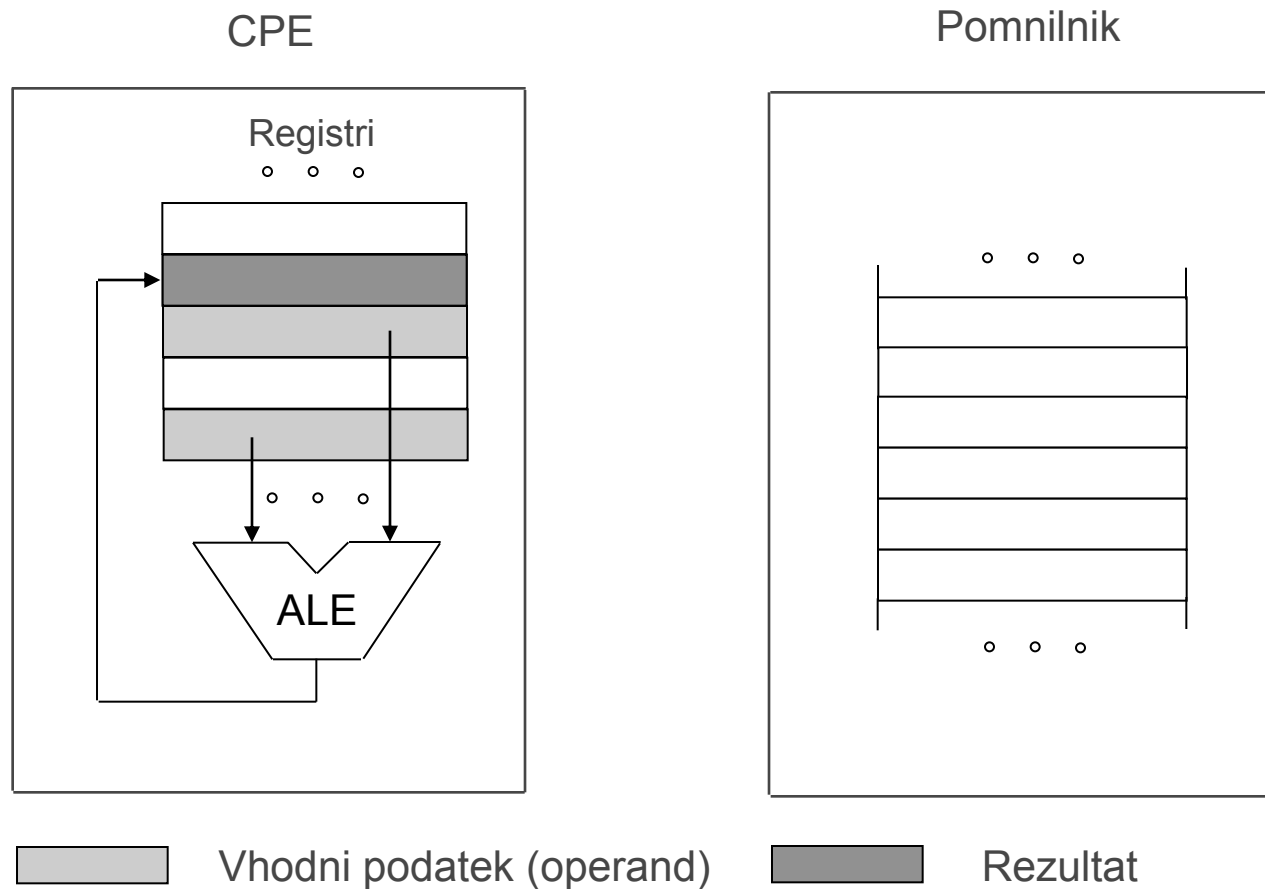 CPE
Pomnilnik
Registri
ALE
Vhodni podatek (operand)
Rezultat